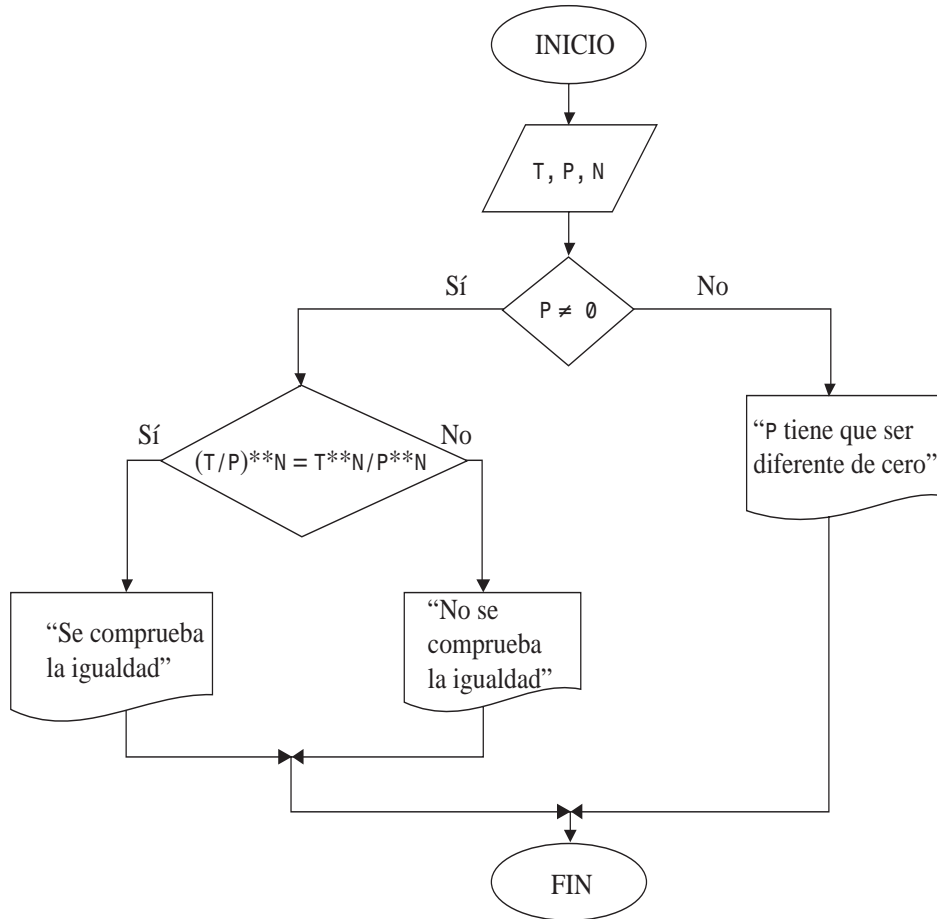 INICIO
T, P, N
Sí
No
P ≠ 0
Sí
No
(T/P)**N = T**N/P**N
“P tiene que ser
diferente de cero”
“Se comprueba
la igualdad”
“No se
comprueba
la igualdad”
FIN